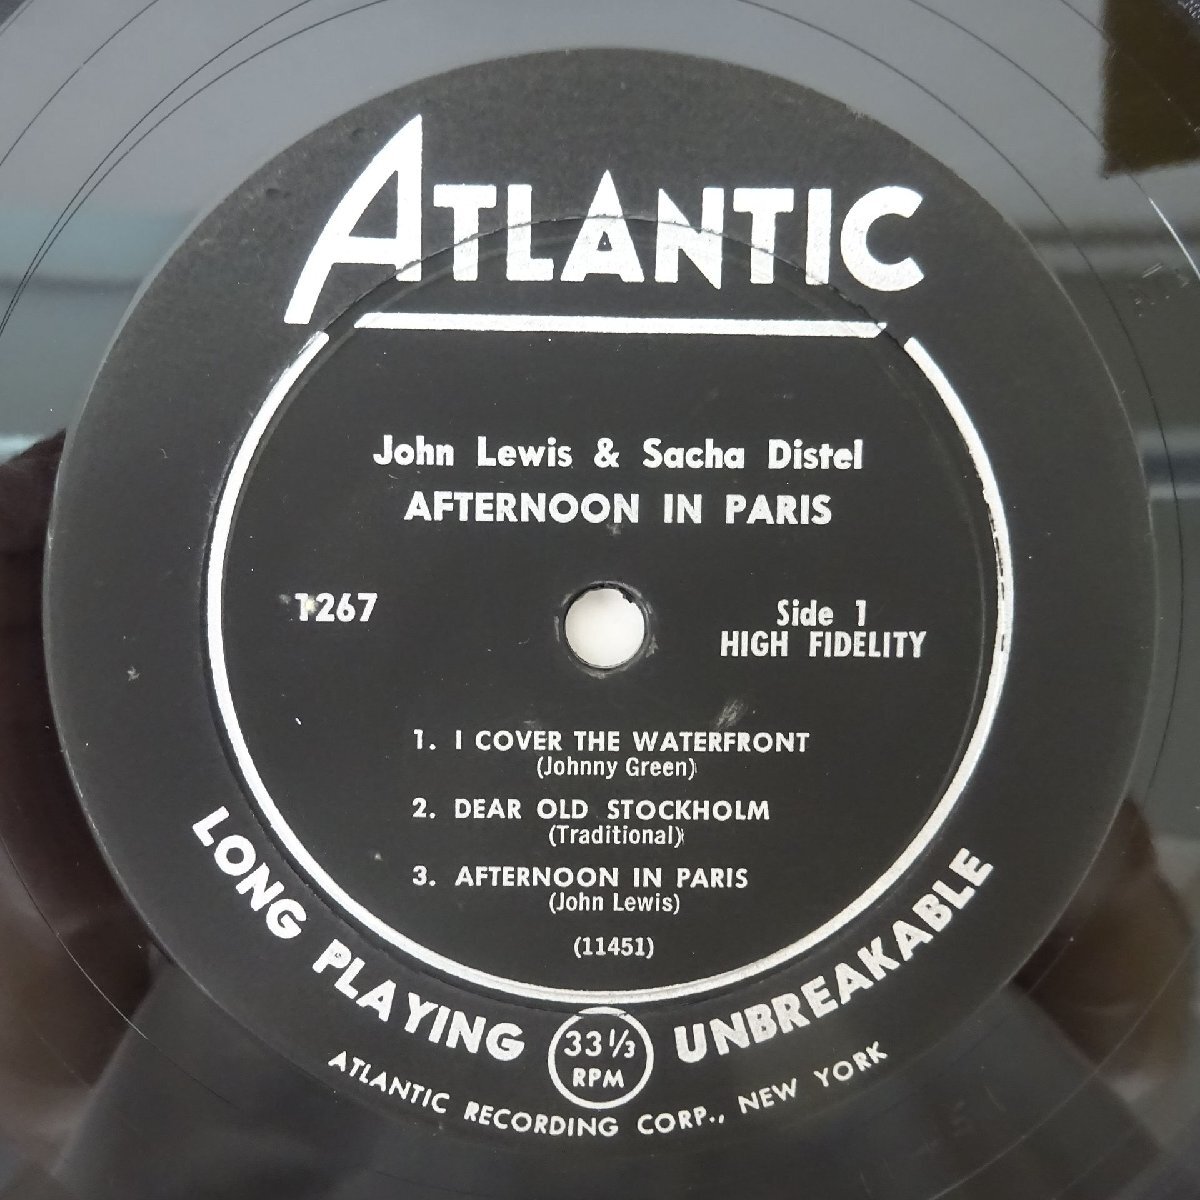 ATLANTIC
John Lewis & Sacha Distel
AFTERNOON IN PARIS
1267
Side 1
HIGH FIDELITY
1. I COVER THE WATERFRONT
(Johnny Green)
2. DEAR OLD STOCKHOLM
(Traditional)
3. AFTERNOON IN PARIS
(John Lewis)
(11451)
LONG PLAYING
33 1/3
RPM
UNBREAKABLE
ATLANTIC RECORDING CORP., NEW YORK